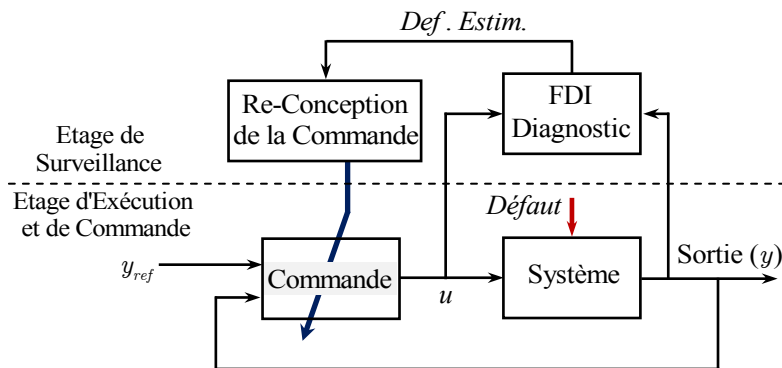 Def . Estim.
Re-Conception
de la Commande
FDI
Diagnostic
Etage de
Surveillance
Etage d'Exécution
et de Commande
Défaut
Sortie (y)
y_ref
Commande
u
Système